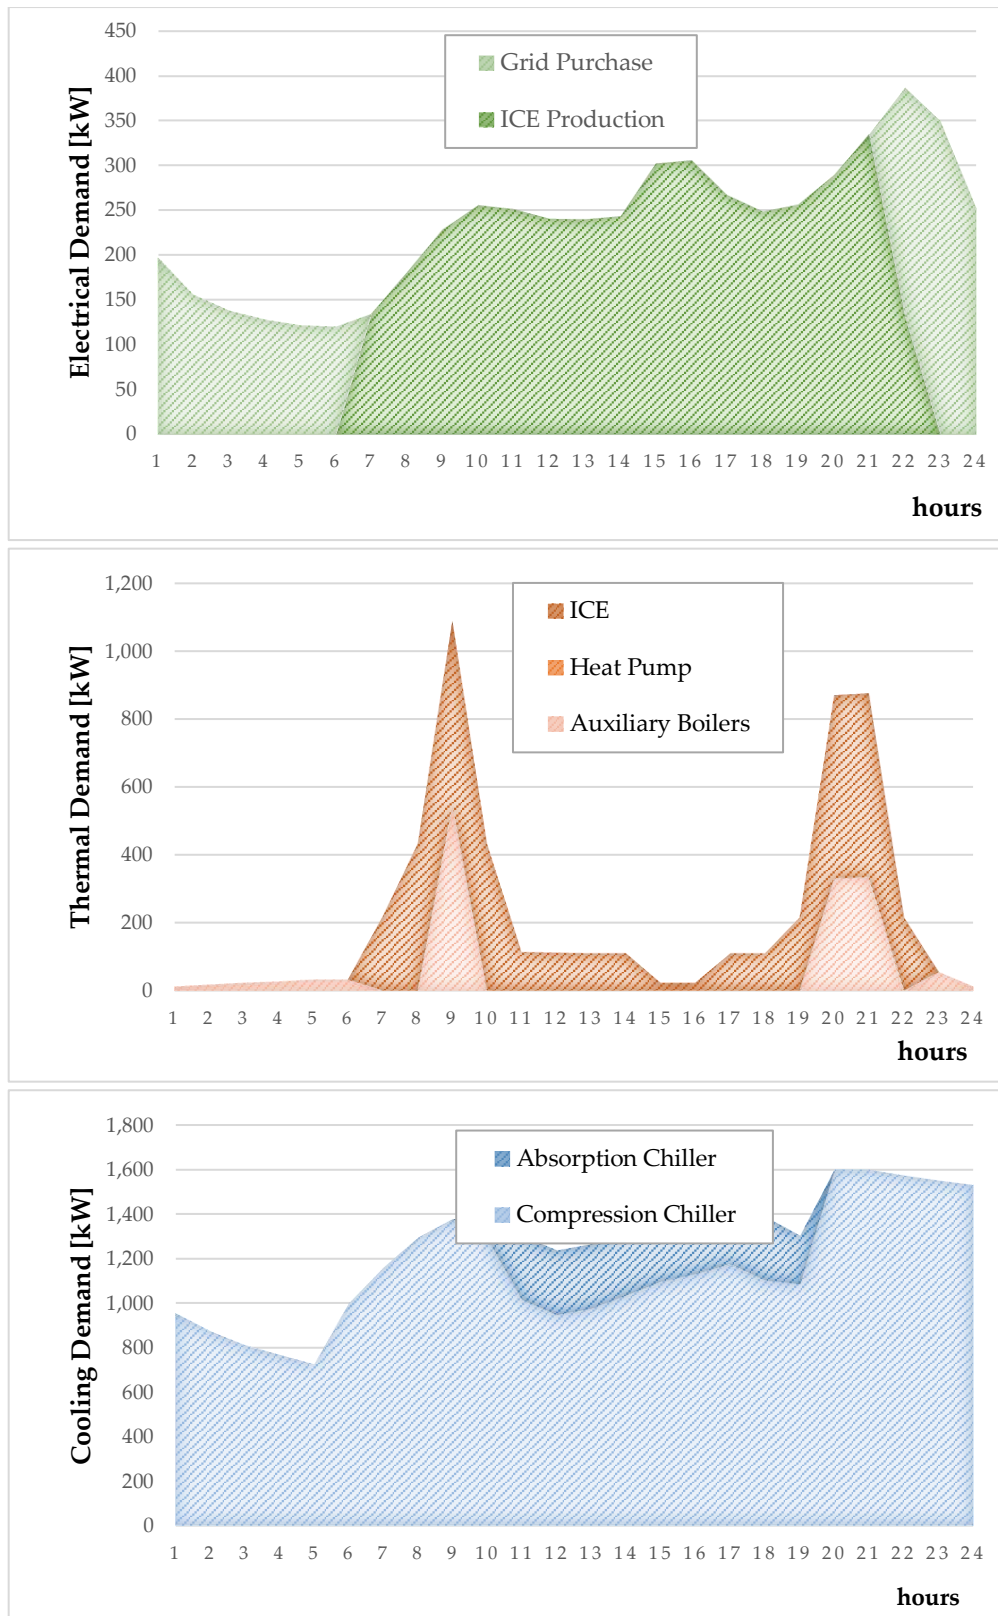 450
400
350
300
250
200
150
100
50
0
Electrical Demand [kW]
Grid Purchase
ICE Production
1 2 3 4 5 6 7 8 9 10 11 12 13 14 15 16 17 18 19 20 21 22 23 24
hours
1,200
1,000
800
600
400
200
0
Thermal Demand [kW]
ICE
Heat Pump
Auxiliary Boilers
1 2 3 4 5 6 7 8 9 10 11 12 13 14 15 16 17 18 19 20 21 22 23 24
hours
1,800
1,600
1,400
1,200
1,000
800
600
400
200
0
Cooling Demand [kW]
Absorption Chiller
Compression Chiller
1 2 3 4 5 6 7 8 9 10 11 12 13 14 15 16 17 18 19 20 21 22 23 24
hours